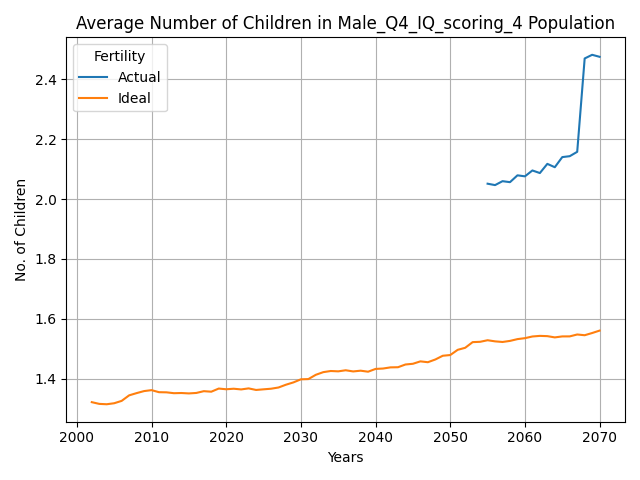 Average Number of Children in Male_Q4_IQ_scoring_4 Population
Fertility
Actual
Ideal
No. of Children
2.4
2.2
2.0
1.8
1.6
1.4
2000 2010 2020 2030 2040 2050 2060 2070
Years